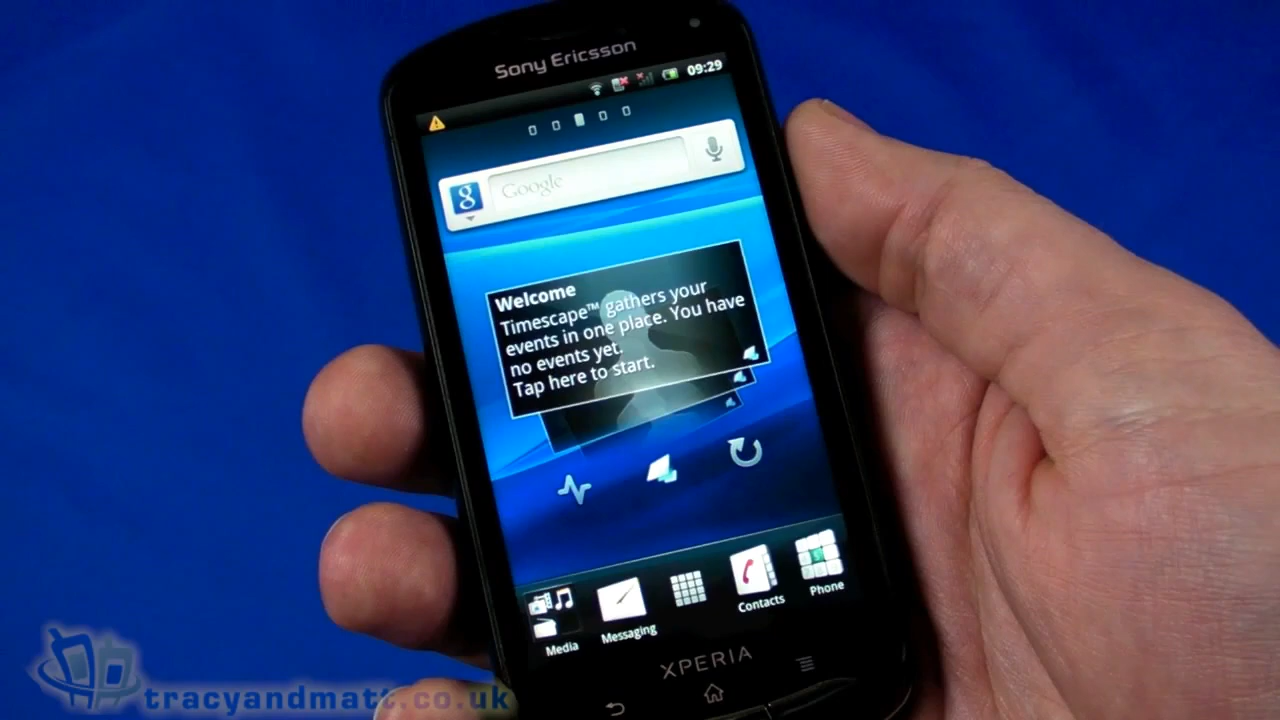 Sony Ericsson
09:29
Google
Welcome
Timescape™ gathers your
events in one place. You have
no events yet.
Tap here to start.
Media
Messaging
Contacts
Phone
XPERIA
tracyandmatt.co.uk